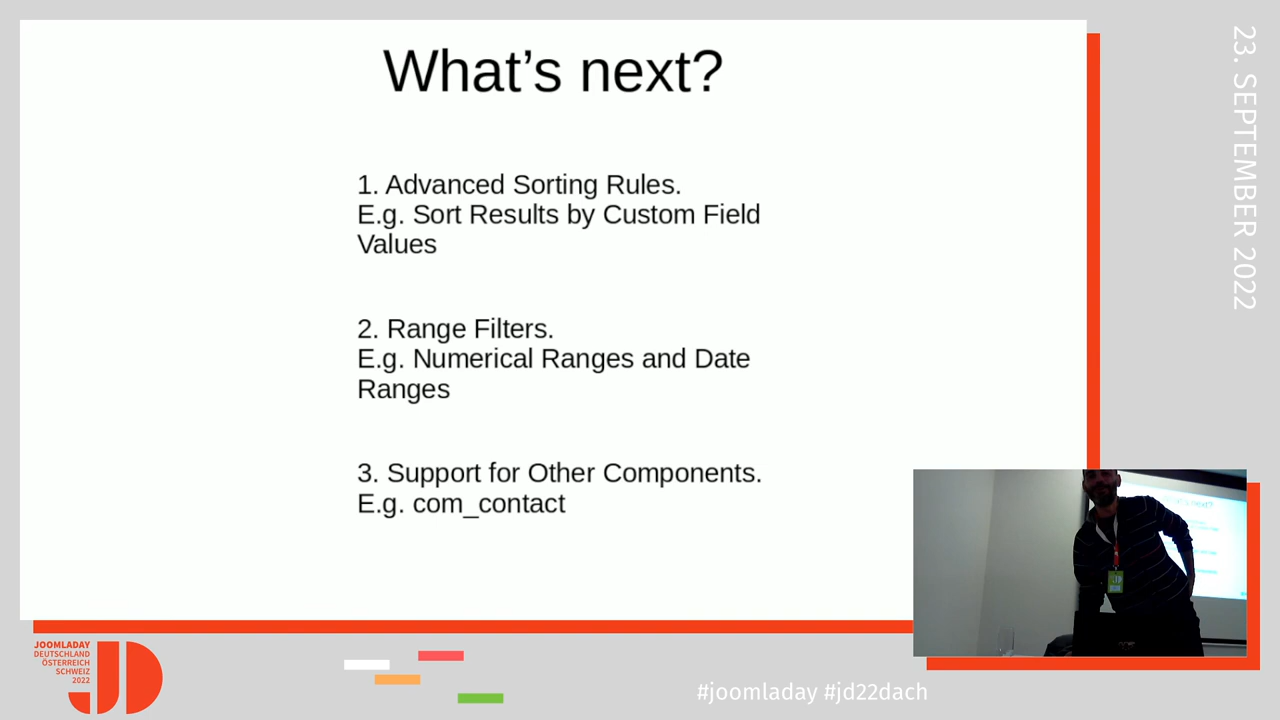 What's next?
1. Advanced Sorting Rules.
E.g. Sort Results by Custom Field
Values
2. Range Filters.
E.g. Numerical Ranges and Date
Ranges
3. Support for Other Components.
E.g. com_contact
23. SEPTEMBER 2022
JOOMLADAY
DEUTSCHLAND
ÖSTERREICH
SCHWEIZ
2022
JD
#joomladay #jd22dach